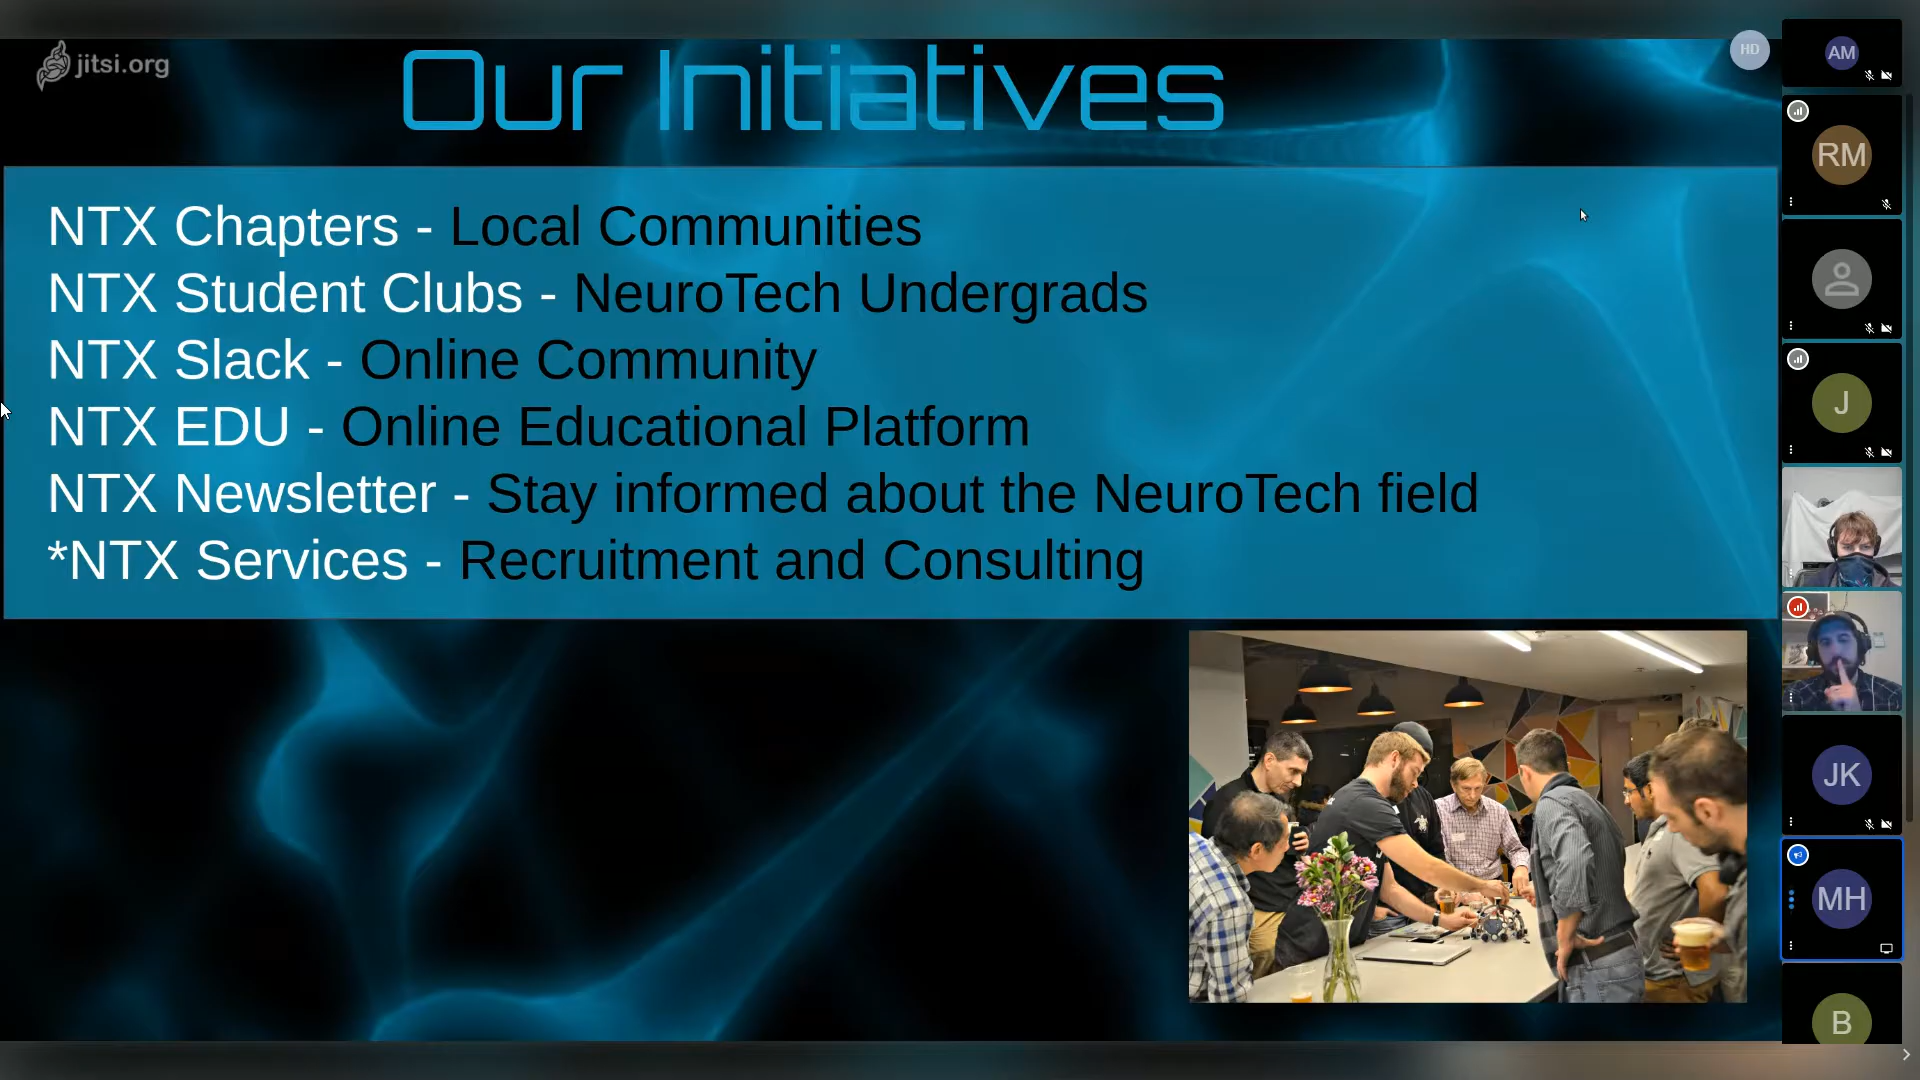 jitsi.org
Our Initiatives
HD
NTX Chapters - Local Communities
NTX Student Clubs - NeuroTech Undergrads
NTX Slack - Online Community
NTX EDU - Online Educational Platform
NTX Newsletter - Stay informed about the NeuroTech field
*NTX Services - Recruitment and Consulting
AM
RM
J
JK
MH
B